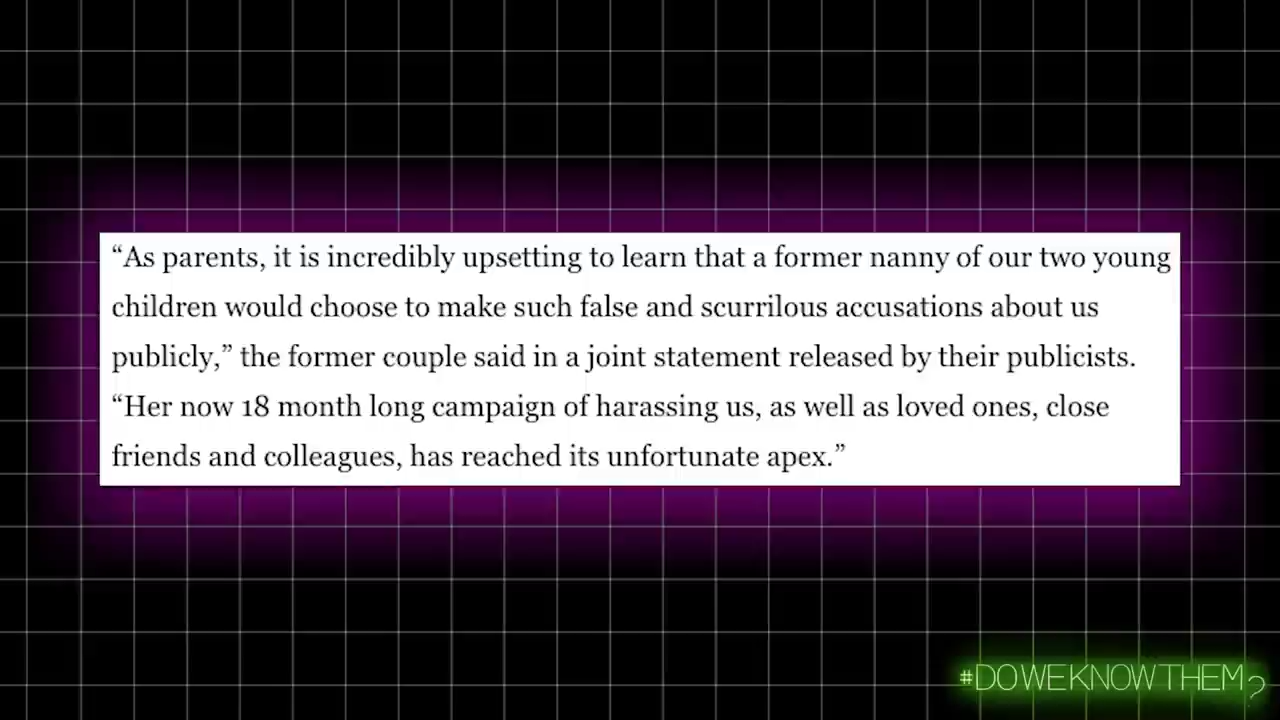 “As parents, it is incredibly upsetting to learn that a former nanny of our two young
children would choose to make such false and scurrilous accusations about us
publicly,” the former couple said in a joint statement released by their publicists.
“Her now 18 month long campaign of harassing us, as well as loved ones, close
friends and colleagues, has reached its unfortunate apex.”
#DOWEKNOWTHEM?